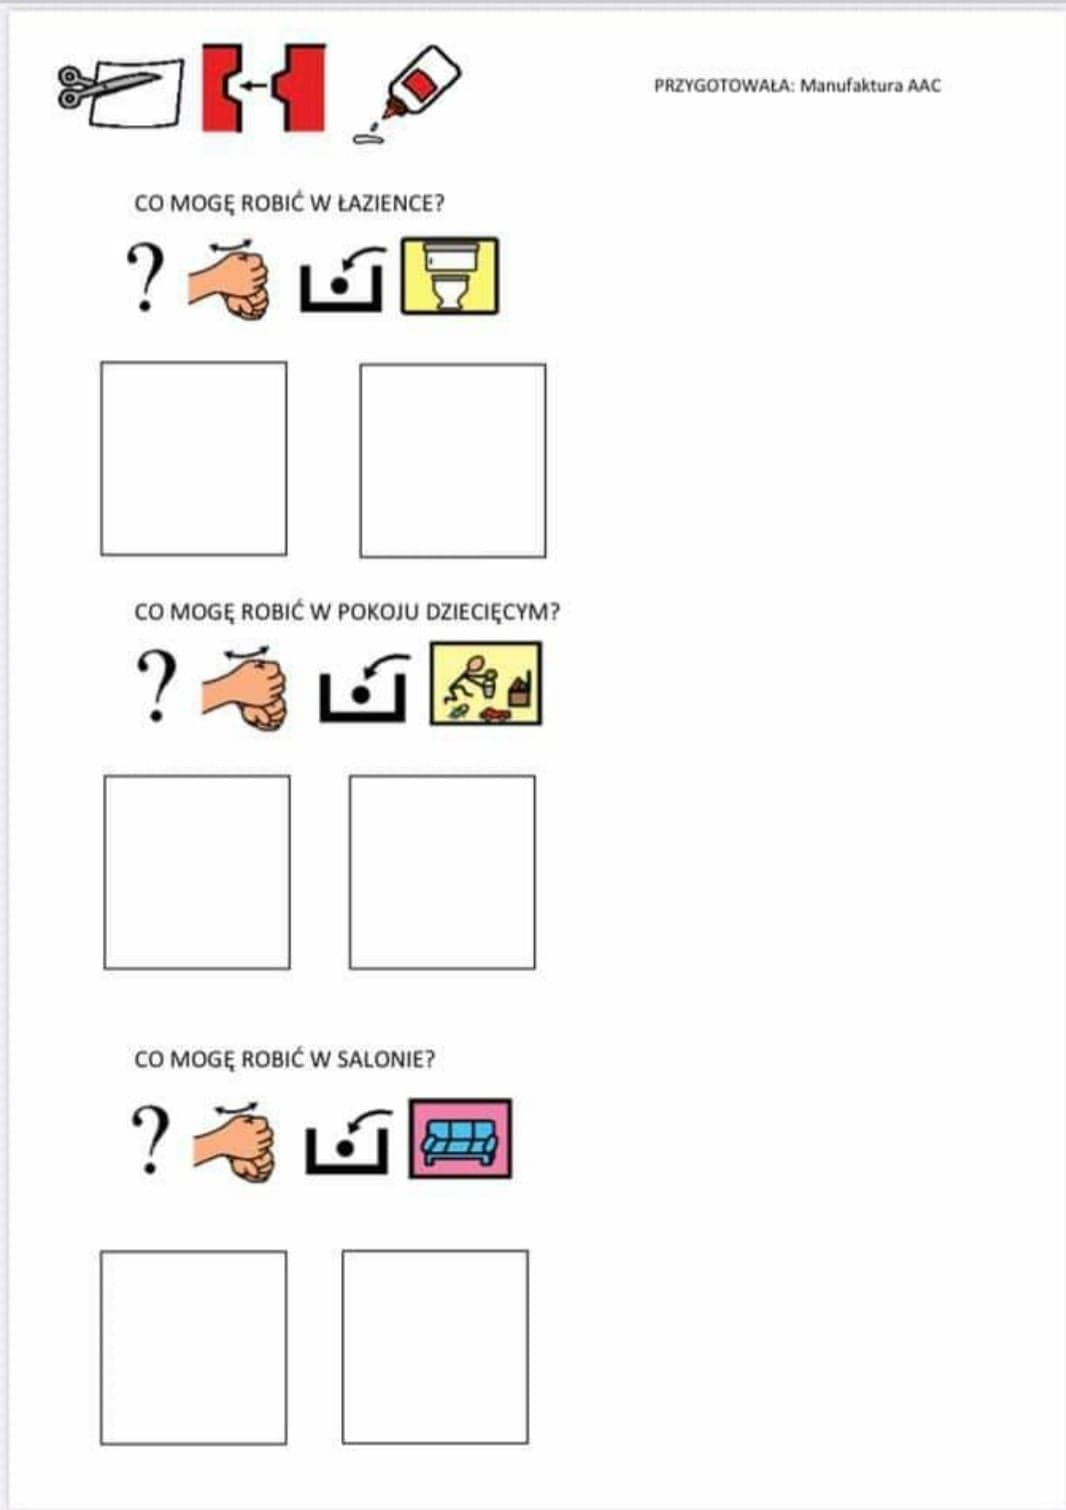 PRZYGOTOWAŁA: Manufaktura AAC
CO MOGĘ ROBIĆ W ŁAZIENCE?
?
CO MOGĘ ROBIĆ W POKOJU DZIECIĘCYM?
?
CO MOGĘ ROBIĆ W SALONIE?
?